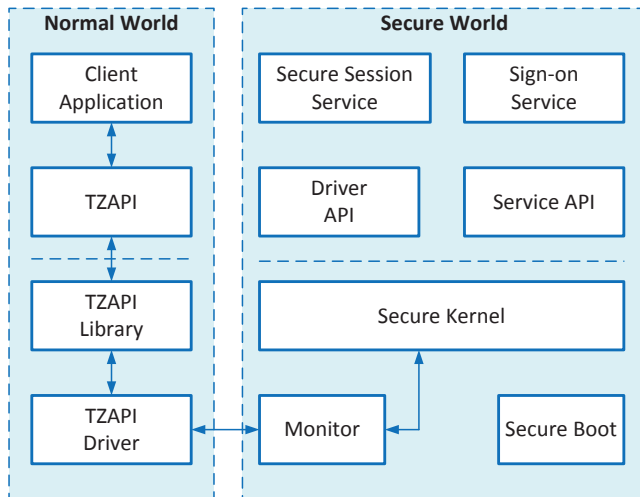 Normal World
Secure World
Client
Application
Secure Session
Service
Sign-on
Service
TZAPI
Driver
API
Service API
TZAPI
Library
Secure Kernel
TZAPI
Driver
Monitor
Secure Boot